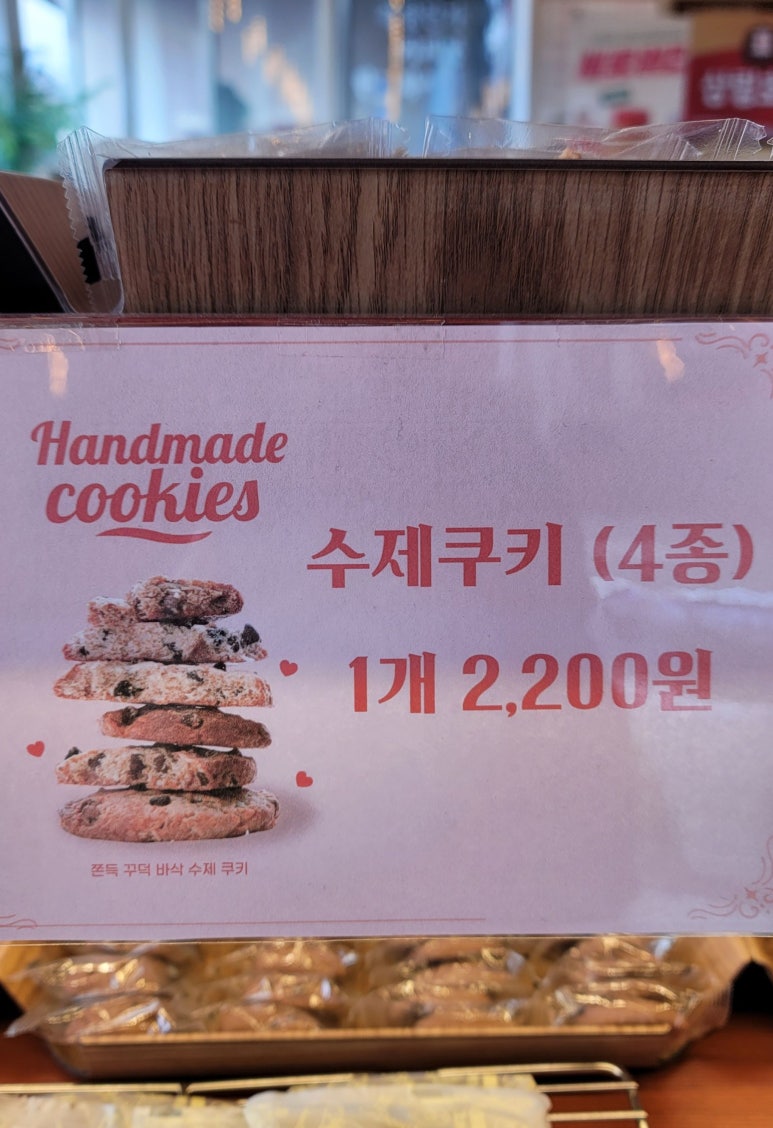 Handmade
cookies
수제쿠키 (4종)
1개 2,200원
쫀득 꾸덕 바삭 수제 쿠키